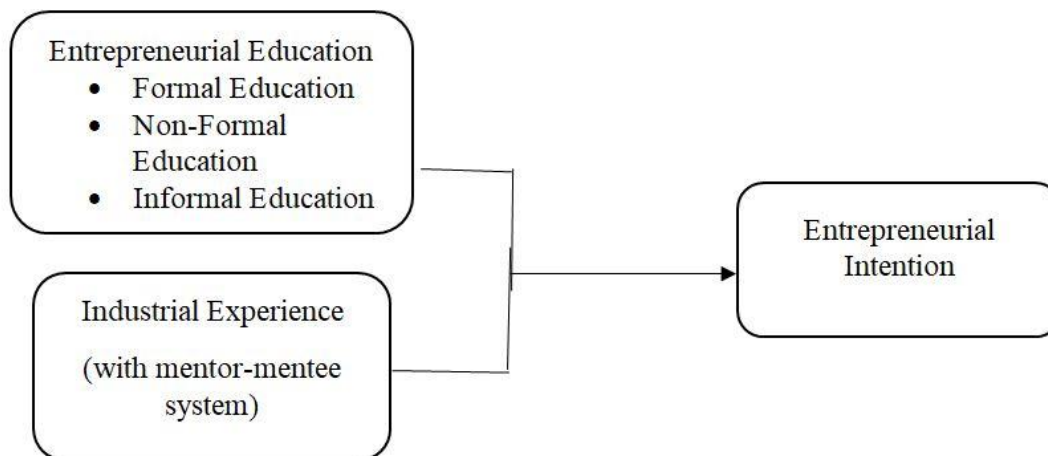 Entrepreneurial Education
• Formal Education
• Non-Formal
Education
• Informal Education
Industrial Experience
(with mentor-mentee
system)
Entrepreneurial
Intention